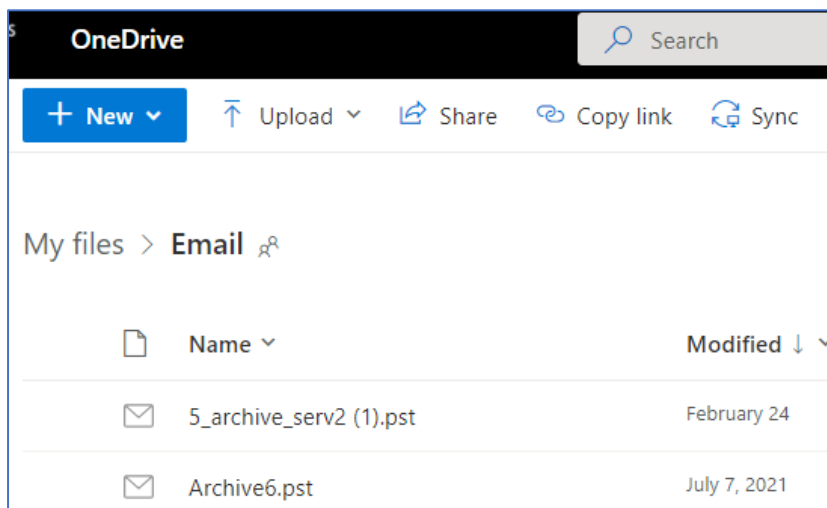 s OneDrive Search
+ New Upload Share Copy link Sync
My files > Email
Name Modified ↓
5_archive_serv2 (1).pst February 24
Archive6.pst July 7, 2021